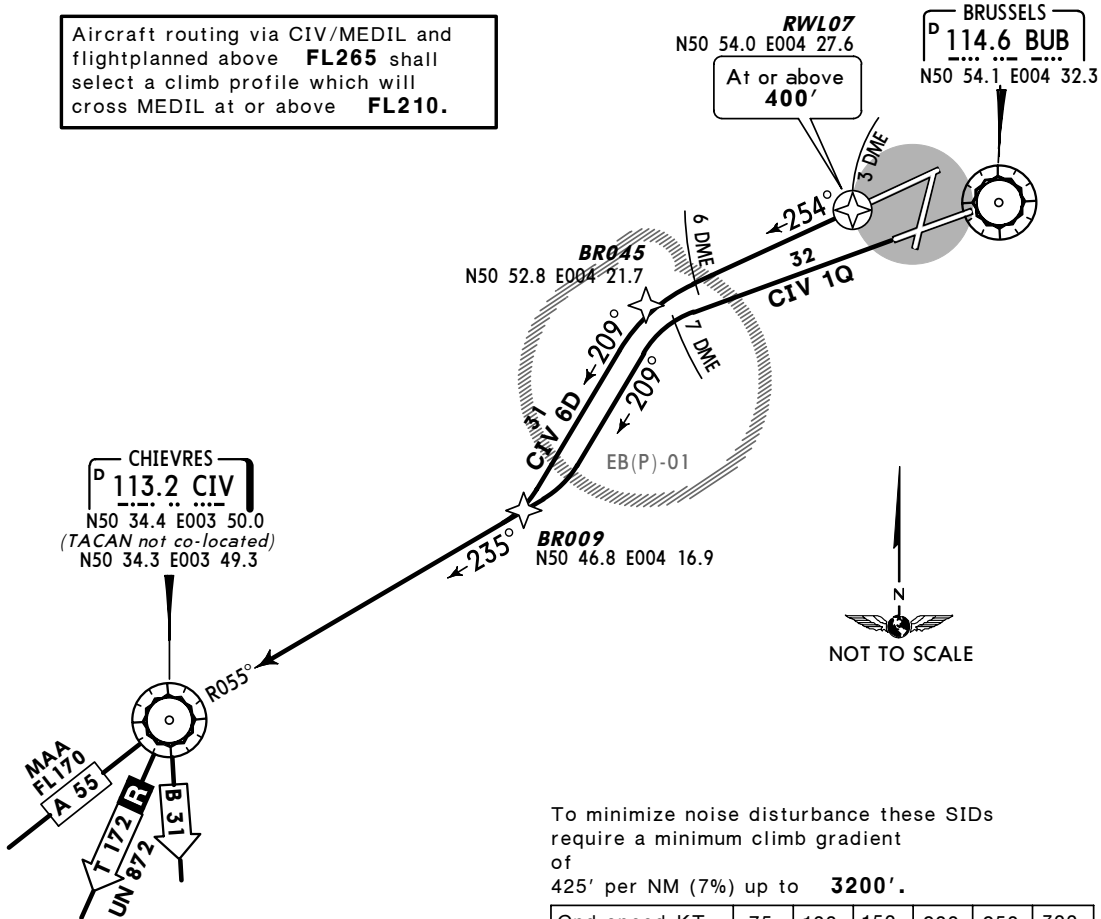 Aircraft routing via CIV/MEDIL and
flightplanned above FL265 shall
select a climb profile which will
cross MEDIL at or above FL210.
RWL07
N50 54.0 E004 27.6
At or above
400'
BRUSSELS
D 114.6 BUB
N50 54.1 E004 32.3
3 DME
254°
6 DME
32
CIV 1Q
BR045
N50 52.8 E004 21.7
7 DME
209°
209°
31
CIV 6D
EB(P)-01
CHIEVRES
D 113.2 CIV
N50 34.4 E003 50.0
(TACAN not co-located)
N50 34.3 E003 49.3
BR009
N50 46.8 E004 16.9
235°
N
NOT TO SCALE
R055°
MAA
FL170
A 55
T 172 R
UN 872
B 31
To minimize noise disturbance these SIDs
require a minimum climb gradient
of
425' per NM (7%) up to 3200'.